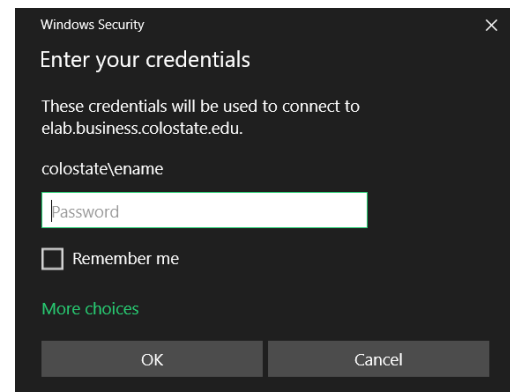 Windows Security
Enter your credentials
These credentials will be used to connect to
elab.business.colostate.edu.
colostate\ename
Password
Remember me
More choices
OK
Cancel